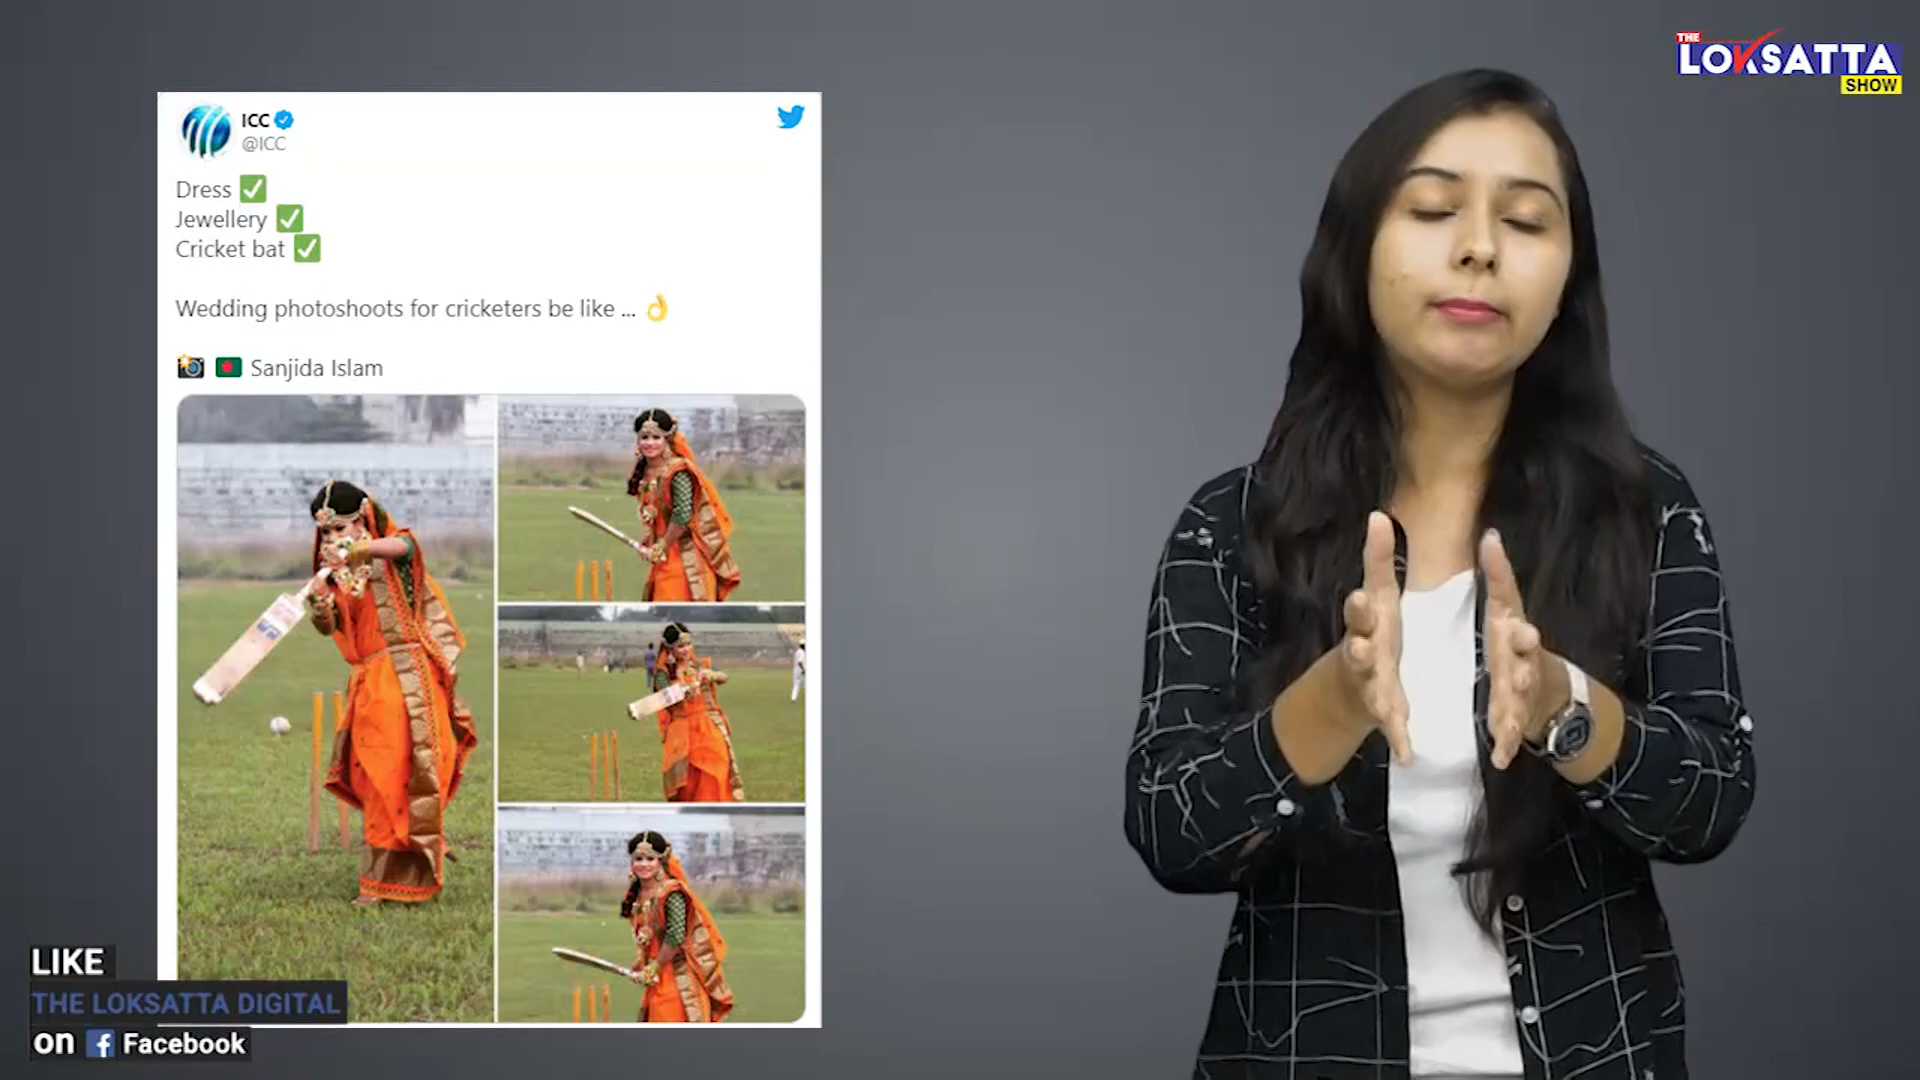 ICC
@ICC
Dress ✅
Jewellery ✅
Cricket bat ✅
Wedding photoshoots for cricketers be like ... 👌
📸 🇧🇩 Sanjida Islam
THE
LOKSATTA
SHOW
LIKE
THE LOKSATTA DIGITAL
on f Facebook